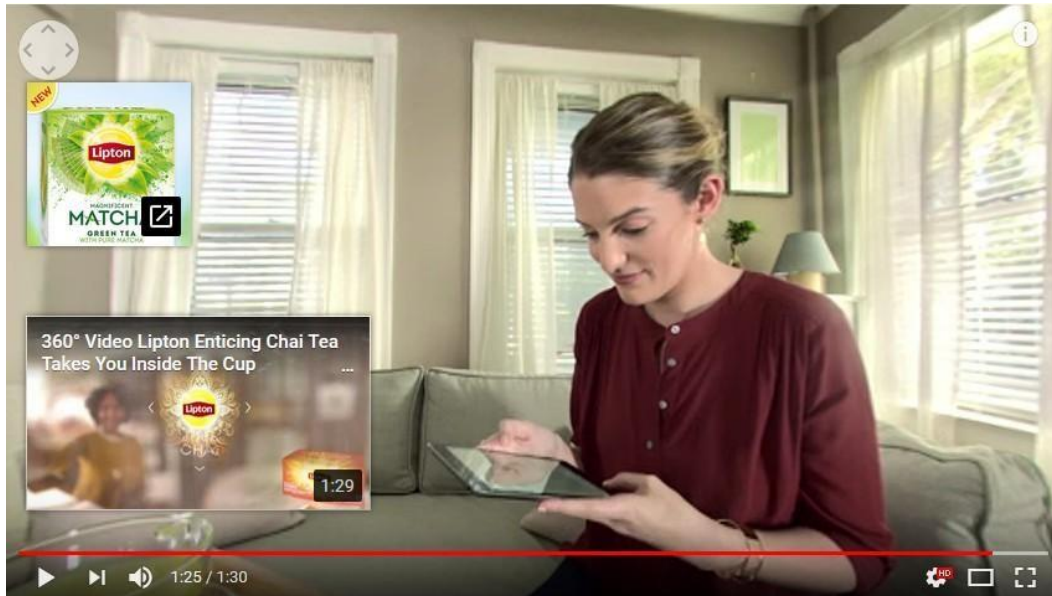 NEW
Lipton
MAGNIFICENT
MATCH
GREEN TEA
WITH PURE MATCHA
360° Video Lipton Enticing Chai Tea
Takes You Inside The Cup
...
Lipton
CHAI
1:29
1:25 / 1:30
HD
i